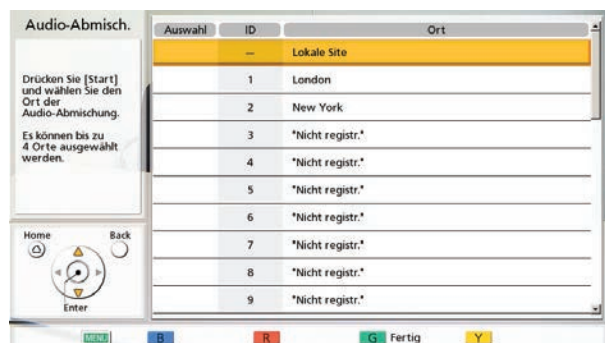 Audio-Abmisch.
Drücken Sie [Start]
und wählen Sie den
Ort der
Audio-Abmischung.
Es können bis zu
4 Orte ausgewählt
werden.
Home
Back
Enter
Auswahl ID Ort
— Lokale Site
1 London
2 New York
3 *Nicht registr.*
4 *Nicht registr.*
5 *Nicht registr.*
6 *Nicht registr.*
7 *Nicht registr.*
8 *Nicht registr.*
9 *Nicht registr.*
MENU B R G Fertig Y